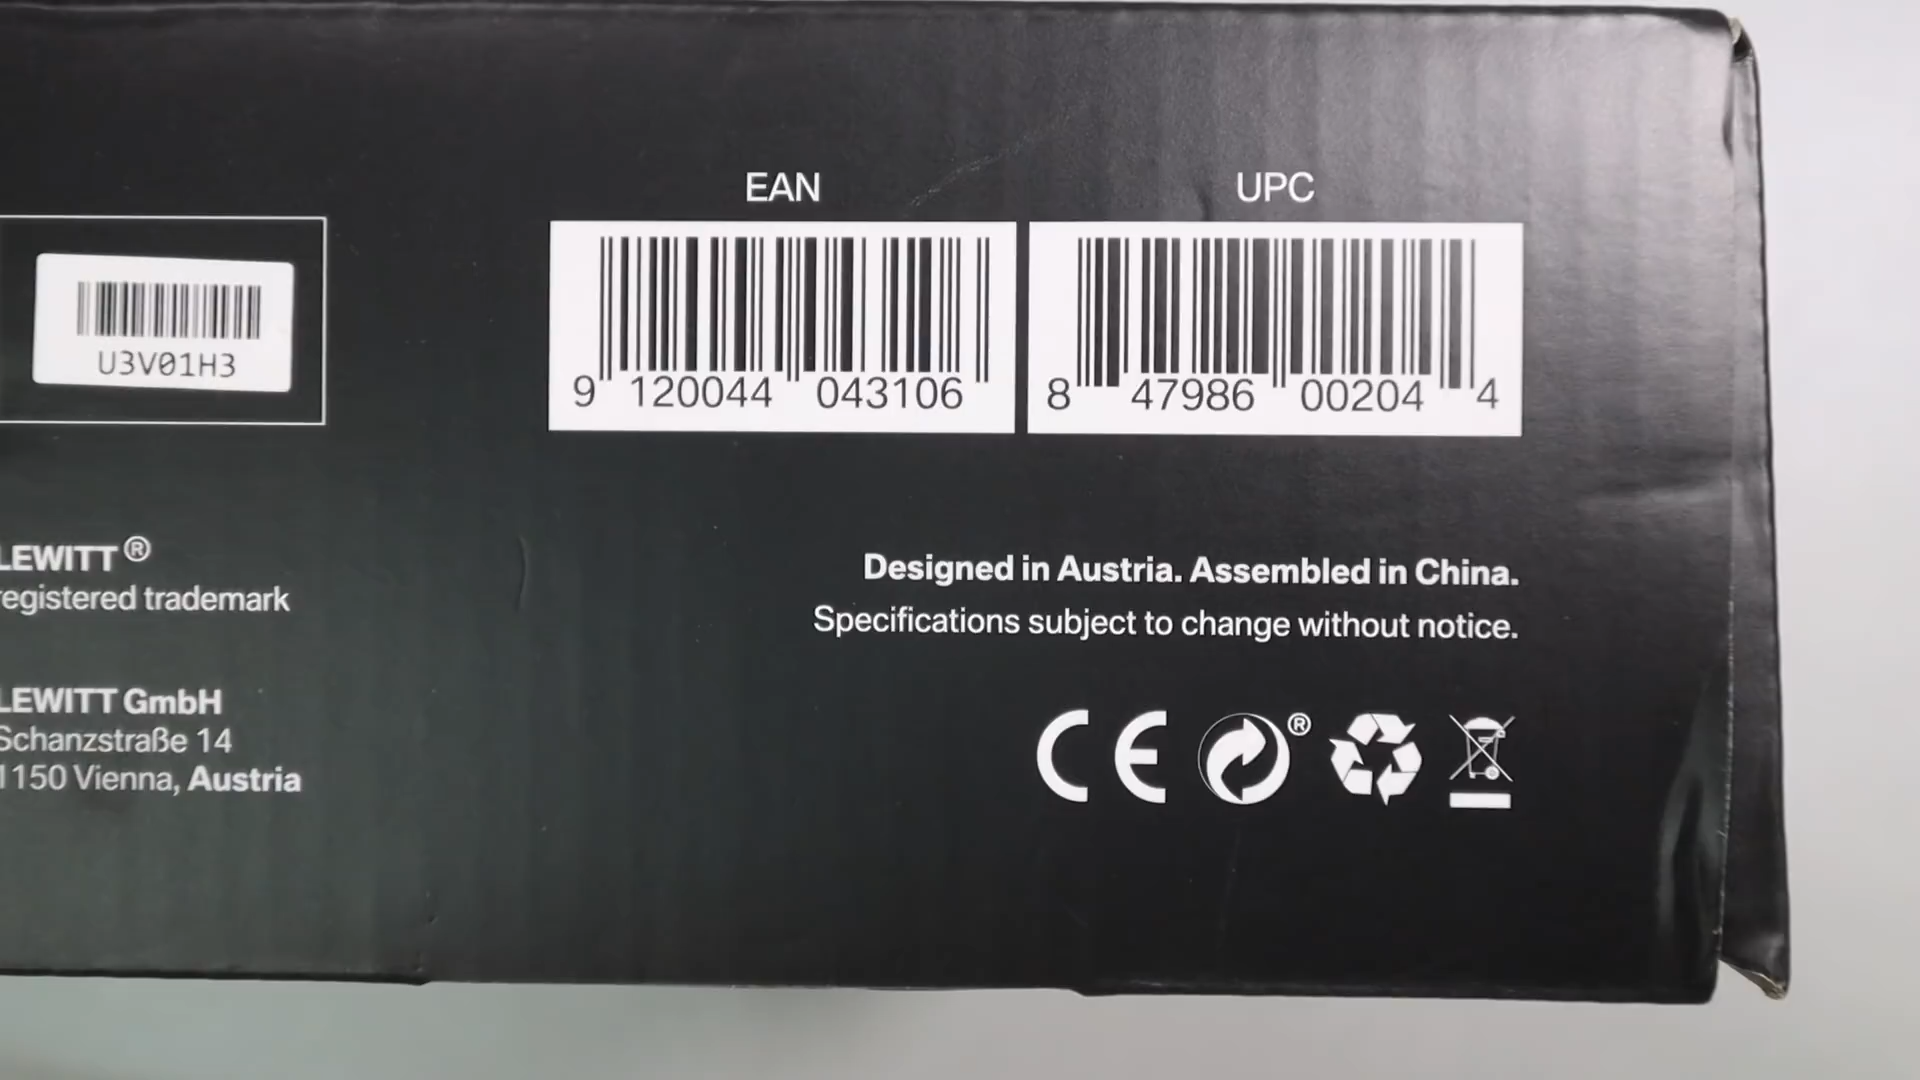 EAN
UPC
U3V01H3
9 120044 043106
8 47986 00204 4
LEWITT®
registered trademark
Designed in Austria. Assembled in China.
Specifications subject to change without notice.
LEWITT GmbH
Schanzstraße 14
1150 Vienna, Austria
CE